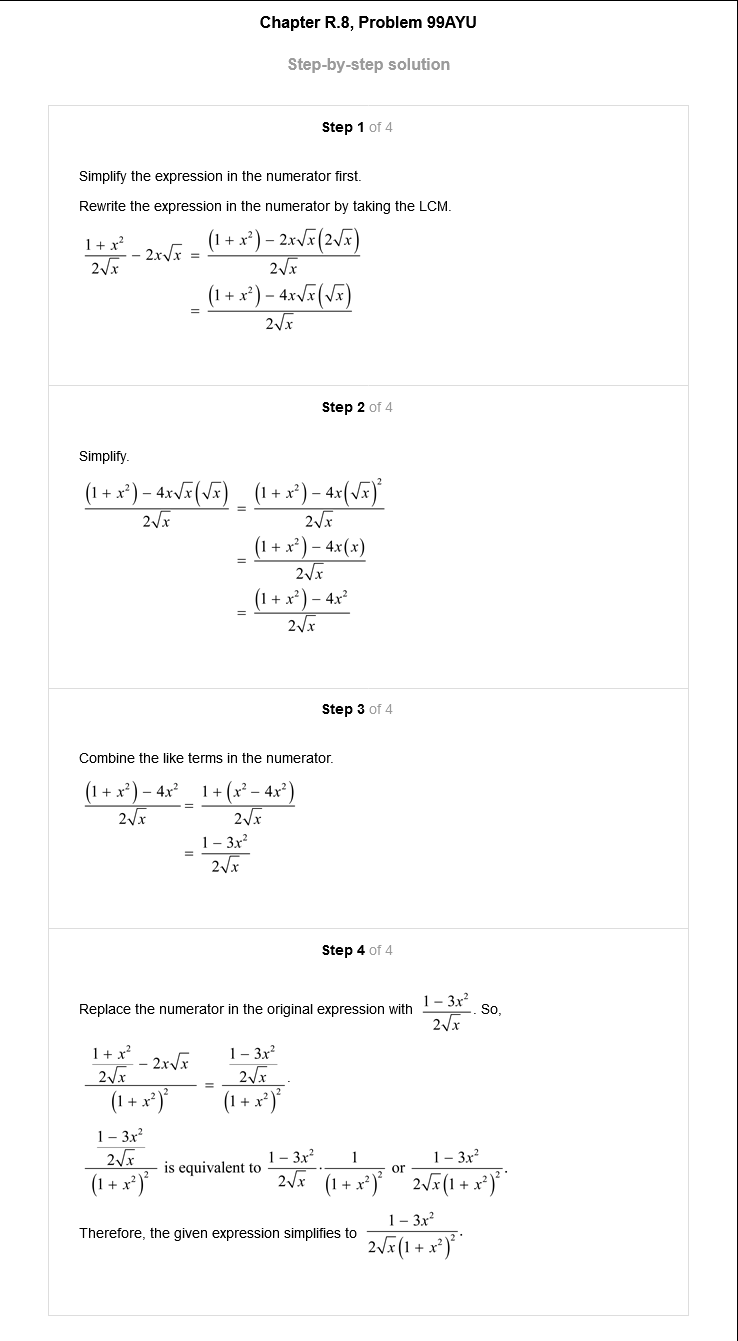 Chapter R.8, Problem 99AYU
Step-by-step solution
Step 1 of 4
Simplify the expression in the numerator first.
Rewrite the expression in the numerator by taking the LCM.
$\frac{1+x^2}{2\sqrt{x}} - 2x\sqrt{x} = \frac{(1+x^2)-2x\sqrt{x}(2\sqrt{x})}{2\sqrt{x}}$
$= \frac{(1+x^2)-4x\sqrt{x}(\sqrt{x})}{2\sqrt{x}}$
Step 2 of 4
Simplify.
$\frac{(1+x^2)-4x\sqrt{x}(\sqrt{x})}{2\sqrt{x}} = \frac{(1+x^2)-4x(\sqrt{x})^2}{2\sqrt{x}}$
$= \frac{(1+x^2)-4x(x)}{2\sqrt{x}}$
$= \frac{(1+x^2)-4x^2}{2\sqrt{x}}$
Step 3 of 4
Combine the like terms in the numerator.
$\frac{(1+x^2)-4x^2}{2\sqrt{x}} = \frac{1+(x^2-4x^2)}{2\sqrt{x}}$
$= \frac{1-3x^2}{2\sqrt{x}}$
Step 4 of 4
Replace the numerator in the original expression with $\frac{1-3x^2}{2\sqrt{x}}$. So,
$\frac{\frac{1+x^2}{2\sqrt{x}} - 2x\sqrt{x}}{(1+x^2)^2} = \frac{\frac{1-3x^2}{2\sqrt{x}}}{(1+x^2)^2}$.
$\frac{\frac{1-3x^2}{2\sqrt{x}}}{(1+x^2)^2}$ is equivalent to $\frac{1-3x^2}{2\sqrt{x}} \cdot \frac{1}{(1+x^2)^2}$ or $\frac{1-3x^2}{2\sqrt{x}(1+x^2)^2}$.
Therefore, the given expression simplifies to $\frac{1-3x^2}{2\sqrt{x}(1+x^2)^2}$.